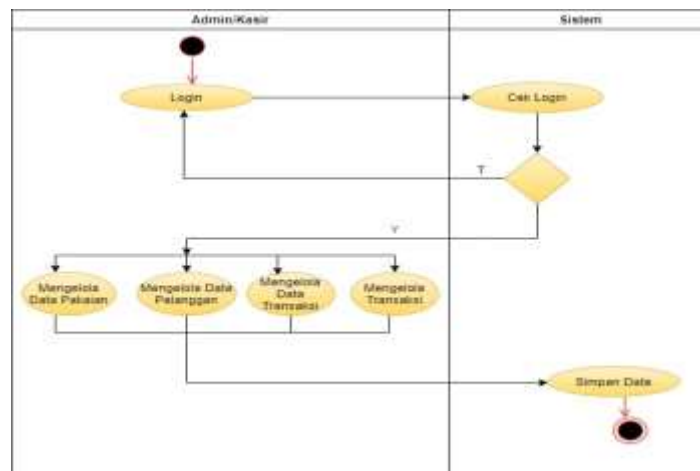 Admin/Kasir
Sistem
Login
Cek Login
T
Y
Mengelola
Data Pakaian
Mengelola Data
Pelanggan
Mengelola
Data
Transaksi
Mengelola
Transaksi
Simpan Data